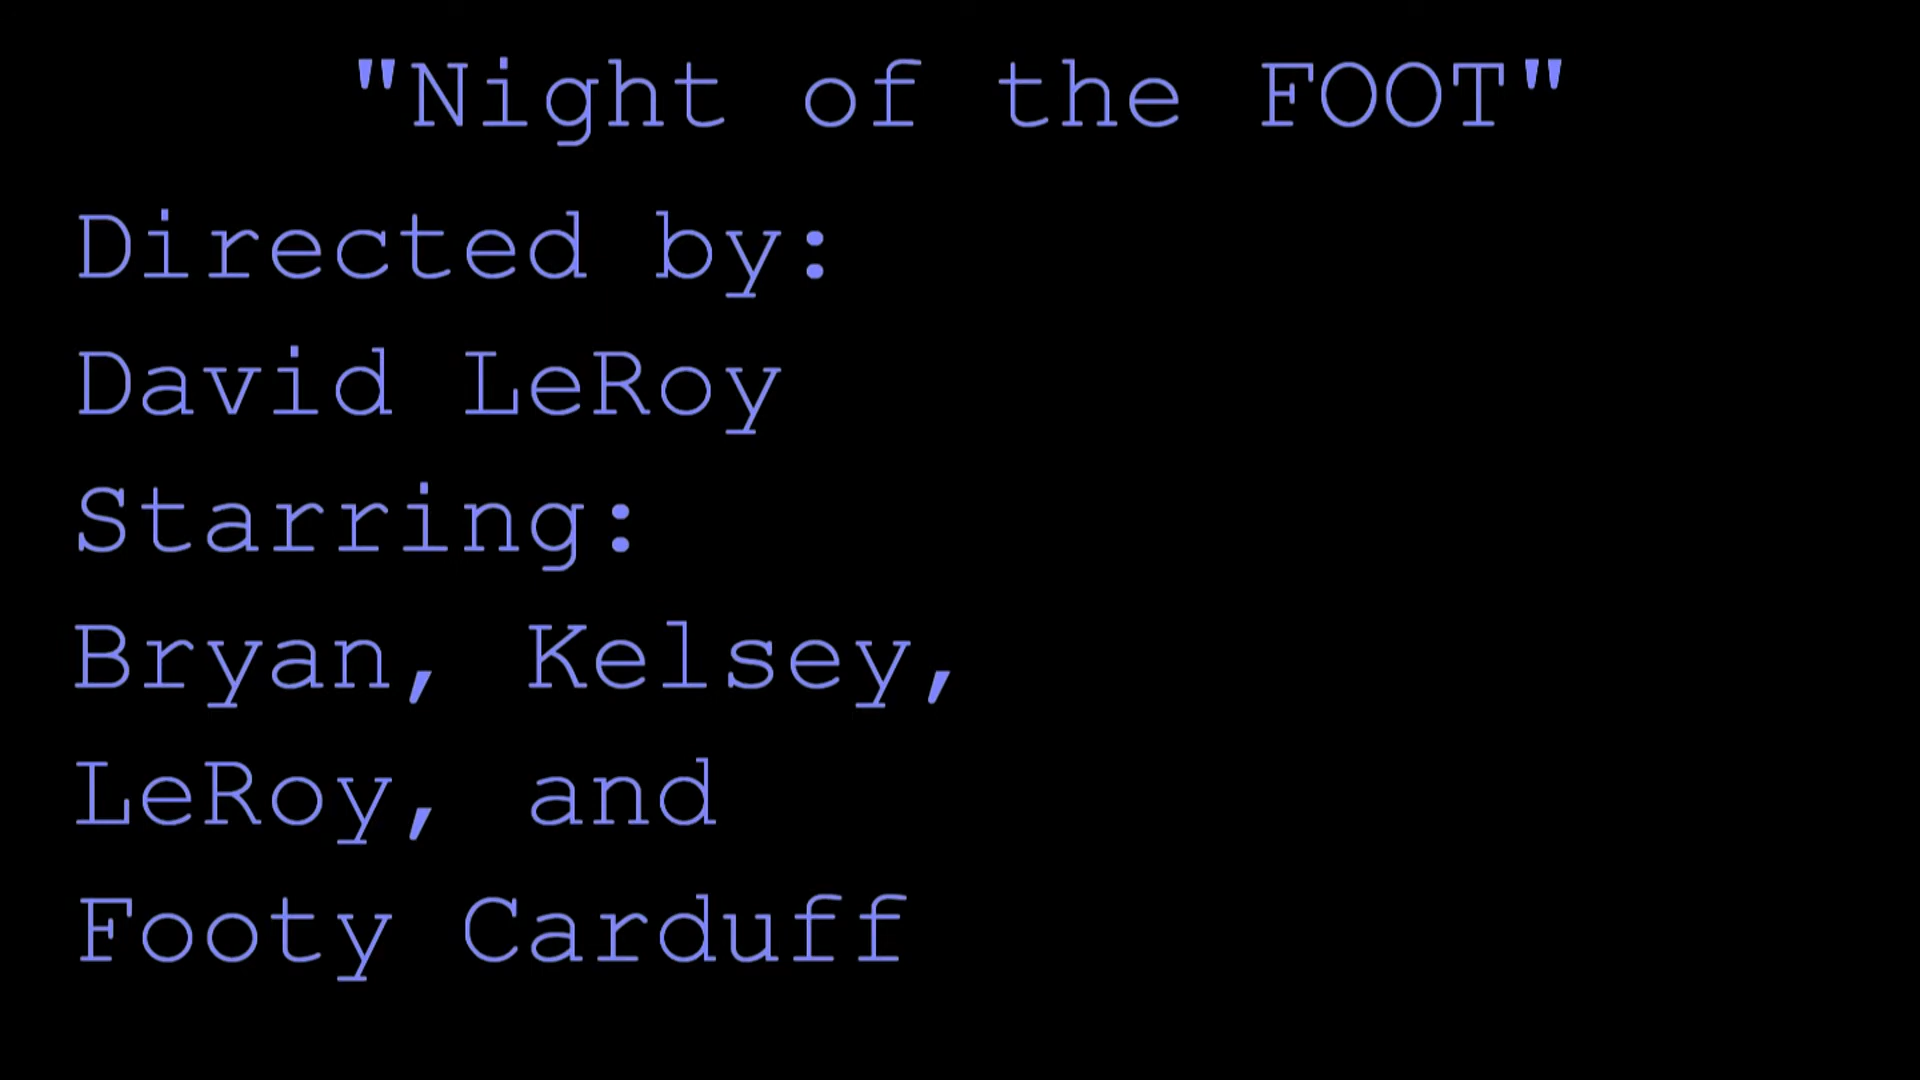 "Night of the FOOT"
Directed by:
David LeRoy
Starring:
Bryan, Kelsey,
LeRoy, and
Footy Carduff